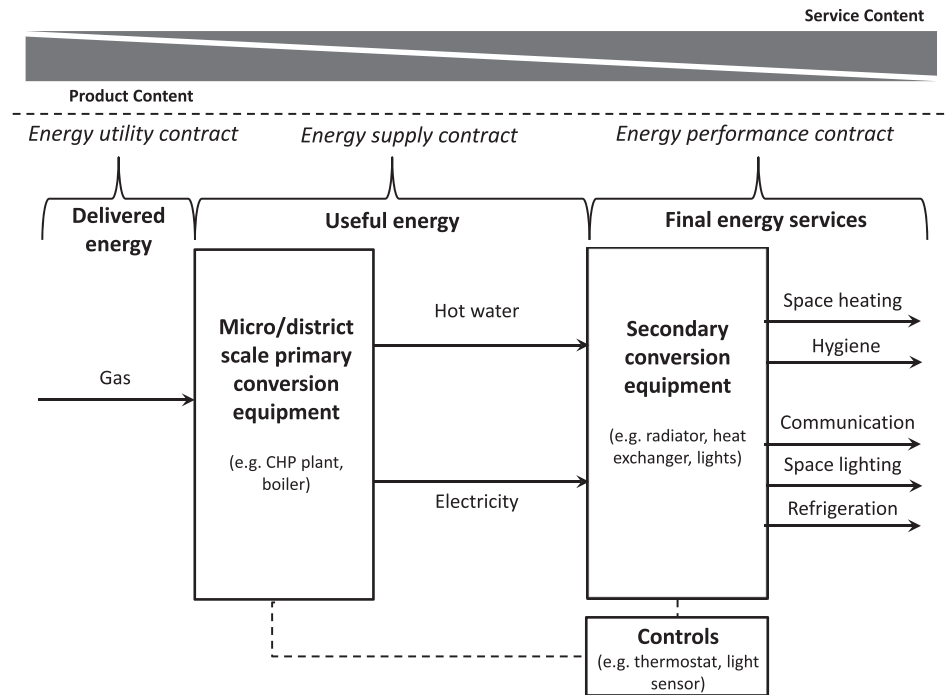 Service Content
Product Content
Energy utility contract
Energy supply contract
Energy performance contract
Delivered
energy
Useful energy
Final energy services
Micro/district
scale primary
conversion
equipment
(e.g. CHP plant,
boiler)
Gas
Hot water
Electricity
Secondary
conversion
equipment
(e.g. radiator, heat
exchanger, lights)
Space heating
Hygiene
Communication
Space lighting
Refrigeration
Controls
(e.g. thermostat, light
sensor)